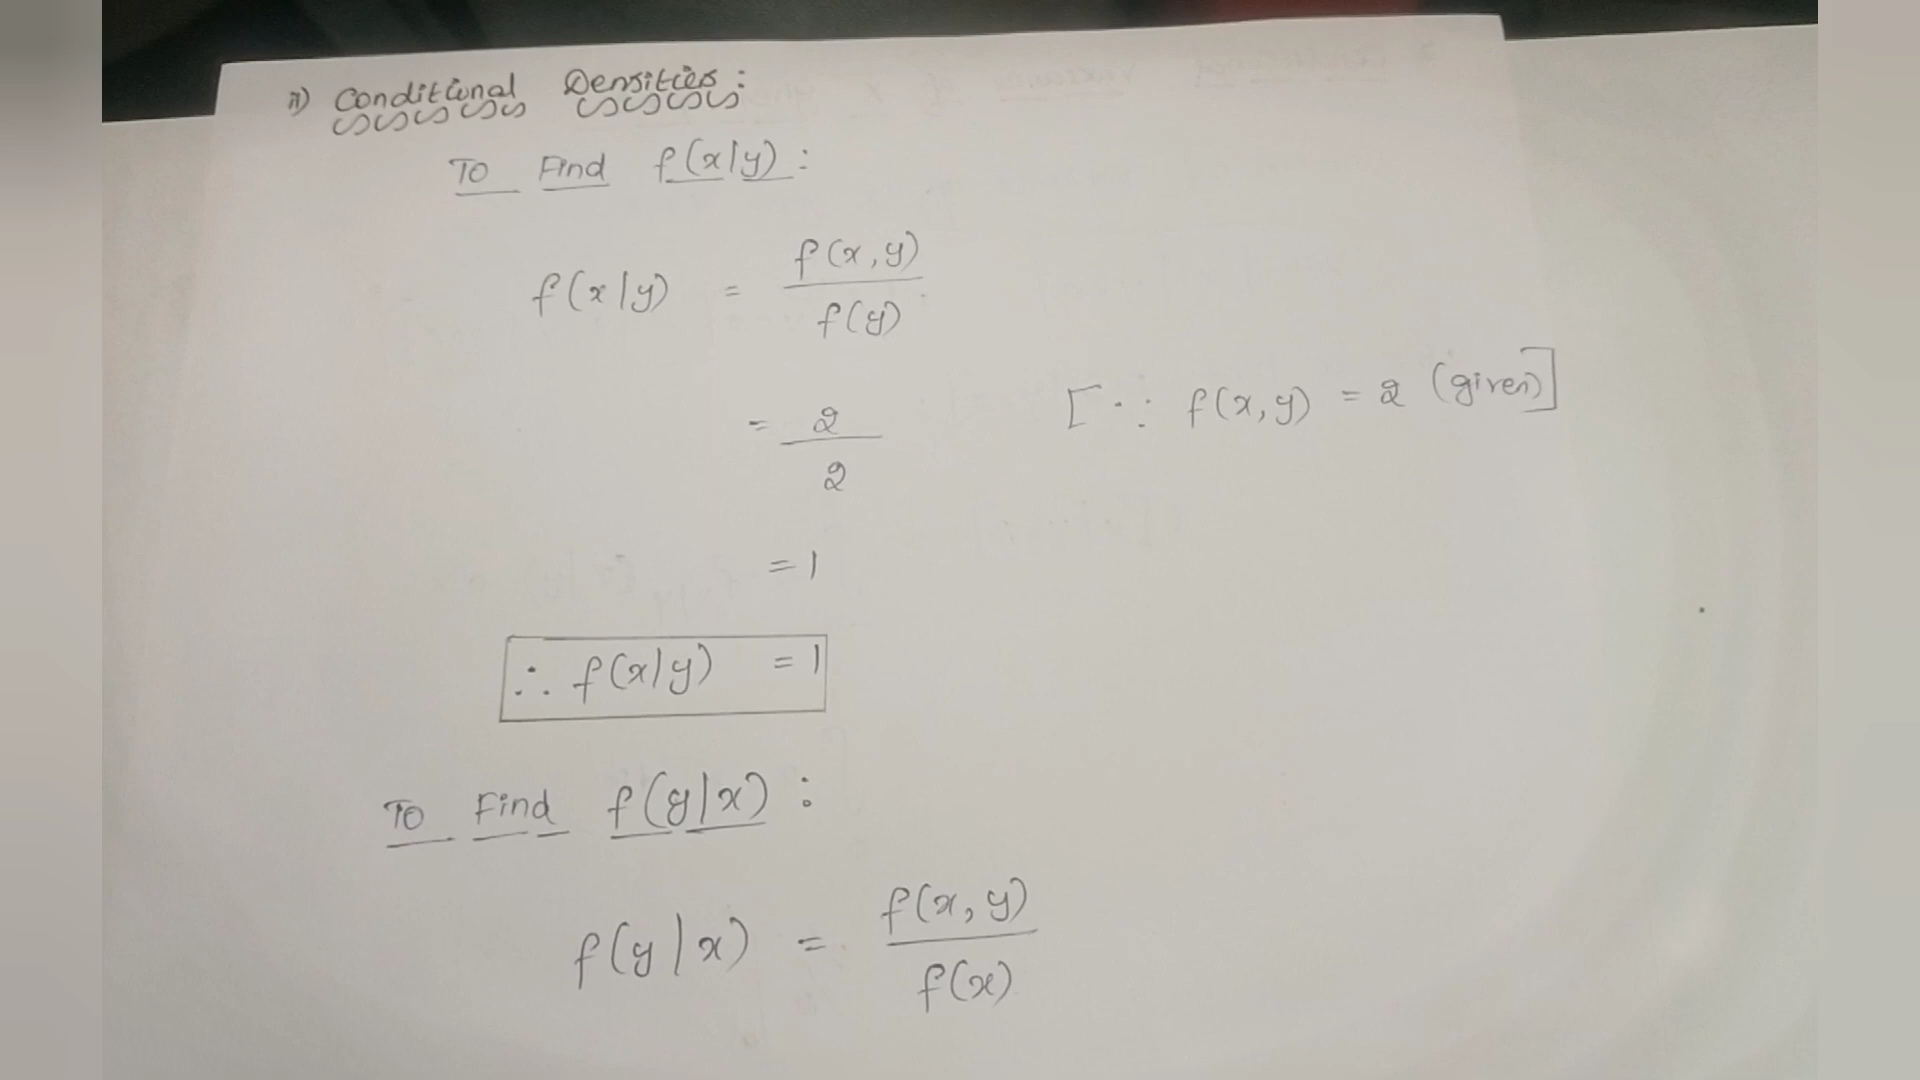 ii) Conditional Densities:
To Find f(x|y) :
f(x|y) = f(x,y) / f(y)
= 2 / 2 [∵ f(x,y) = 2 (given)]
= 1
∴ f(x|y) = 1
To Find f(y|x) :
f(y|x) = f(x,y) / f(x)